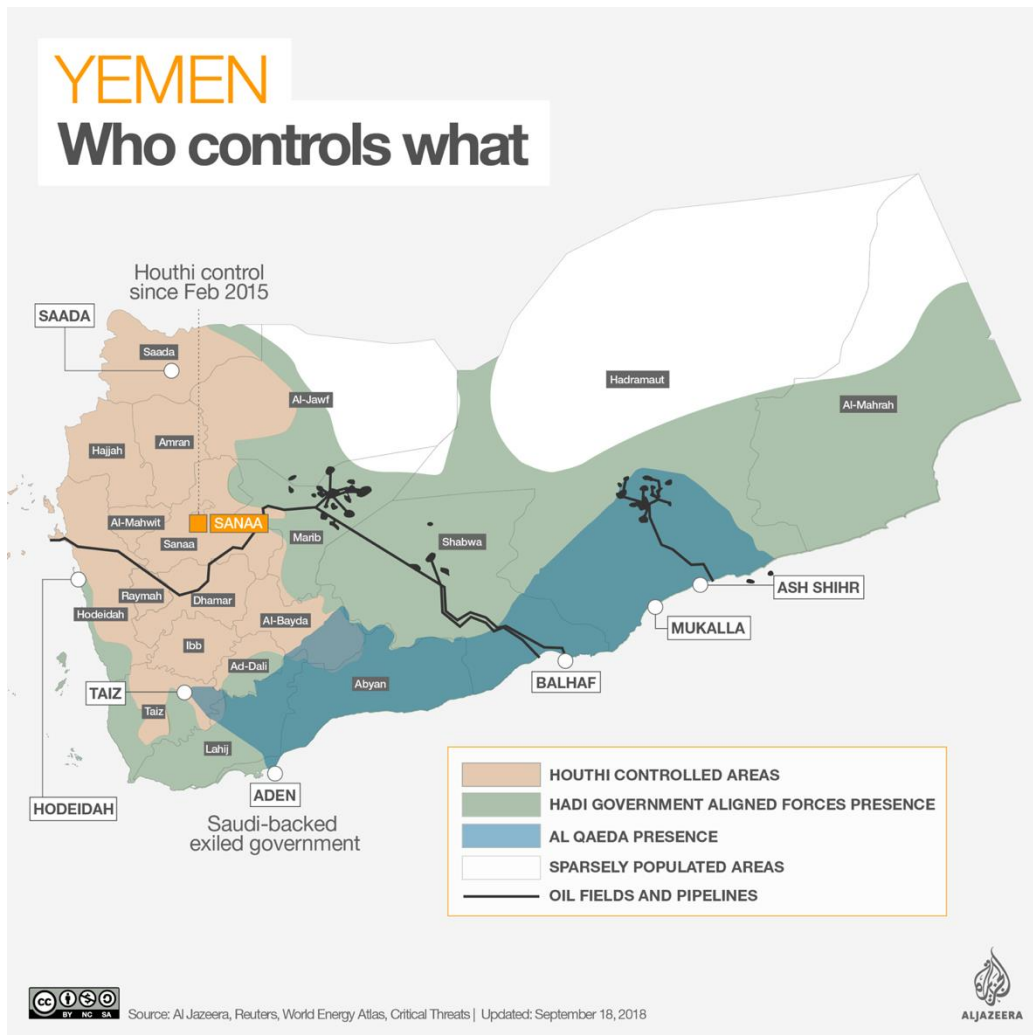 YEMEN
Who controls what
Houthi control
since Feb 2015
SAADA
Saada
Al-Jawf
Hadramaut
Al-Mahrah
Amran
Hajjah
Al-Mahwit
SANAA
Sanaa
Marib
Shabwa
ASH SHIHR
Raymah
Dhamar
Hodeidah
Al-Bayda
MUKALLA
Ibb
Ad-Dali
Abyan
BALHAF
TAIZ
Taiz
Lahij
HODEIDAH
ADEN
Saudi-backed
exiled government
HOUTHI CONTROLLED AREAS
HADI GOVERNMENT ALIGNED FORCES PRESENCE
AL QAEDA PRESENCE
SPARSELY POPULATED AREAS
OIL FIELDS AND PIPELINES
cc
BY NC SA
Source: Al Jazeera, Reuters, World Energy Atlas, Critical Threats | Updated: September 18, 2018
ALJAZEERA